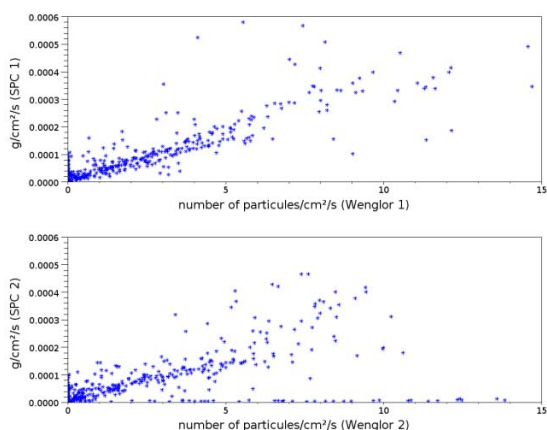 0.0006
0.0005
0.0004
0.0003
0.0002
0.0001
0.0000
g/cm²/s (SPC 1)
0 5 10 15
number of particules/cm²/s (Wenglor 1)
0.0006
0.0005
0.0004
0.0003
0.0002
0.0001
0.0000
g/cm²/s (SPC 2)
0 5 10 15
number of particules/cm²/s (Wenglor 2)